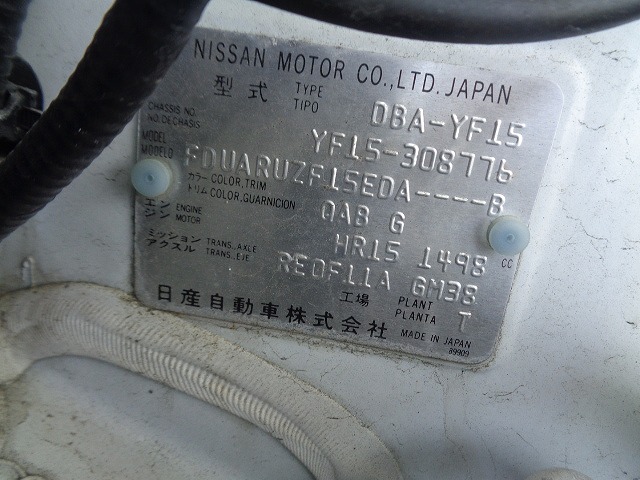 NISSAN MOTOR CO.,LTD. JAPAN
型式 TYPE TIPO DBA-YF15
CHASSIS NO. NO. DE CHASIS YF15-308776
MODEL MODELO FDUARUZF15EDA----B
カラー COLOR,TRIM トリム COLOR,GUARNICION QAB G
エンジン ENGINE MOTOR HR15 1498 CC
ミッション アクスル TRANS.,AXLE TRANS.,EJE RE0F11A GM38
工場 PLANT PLANTA T
日産自動車株式会社 MADE IN JAPAN
89909